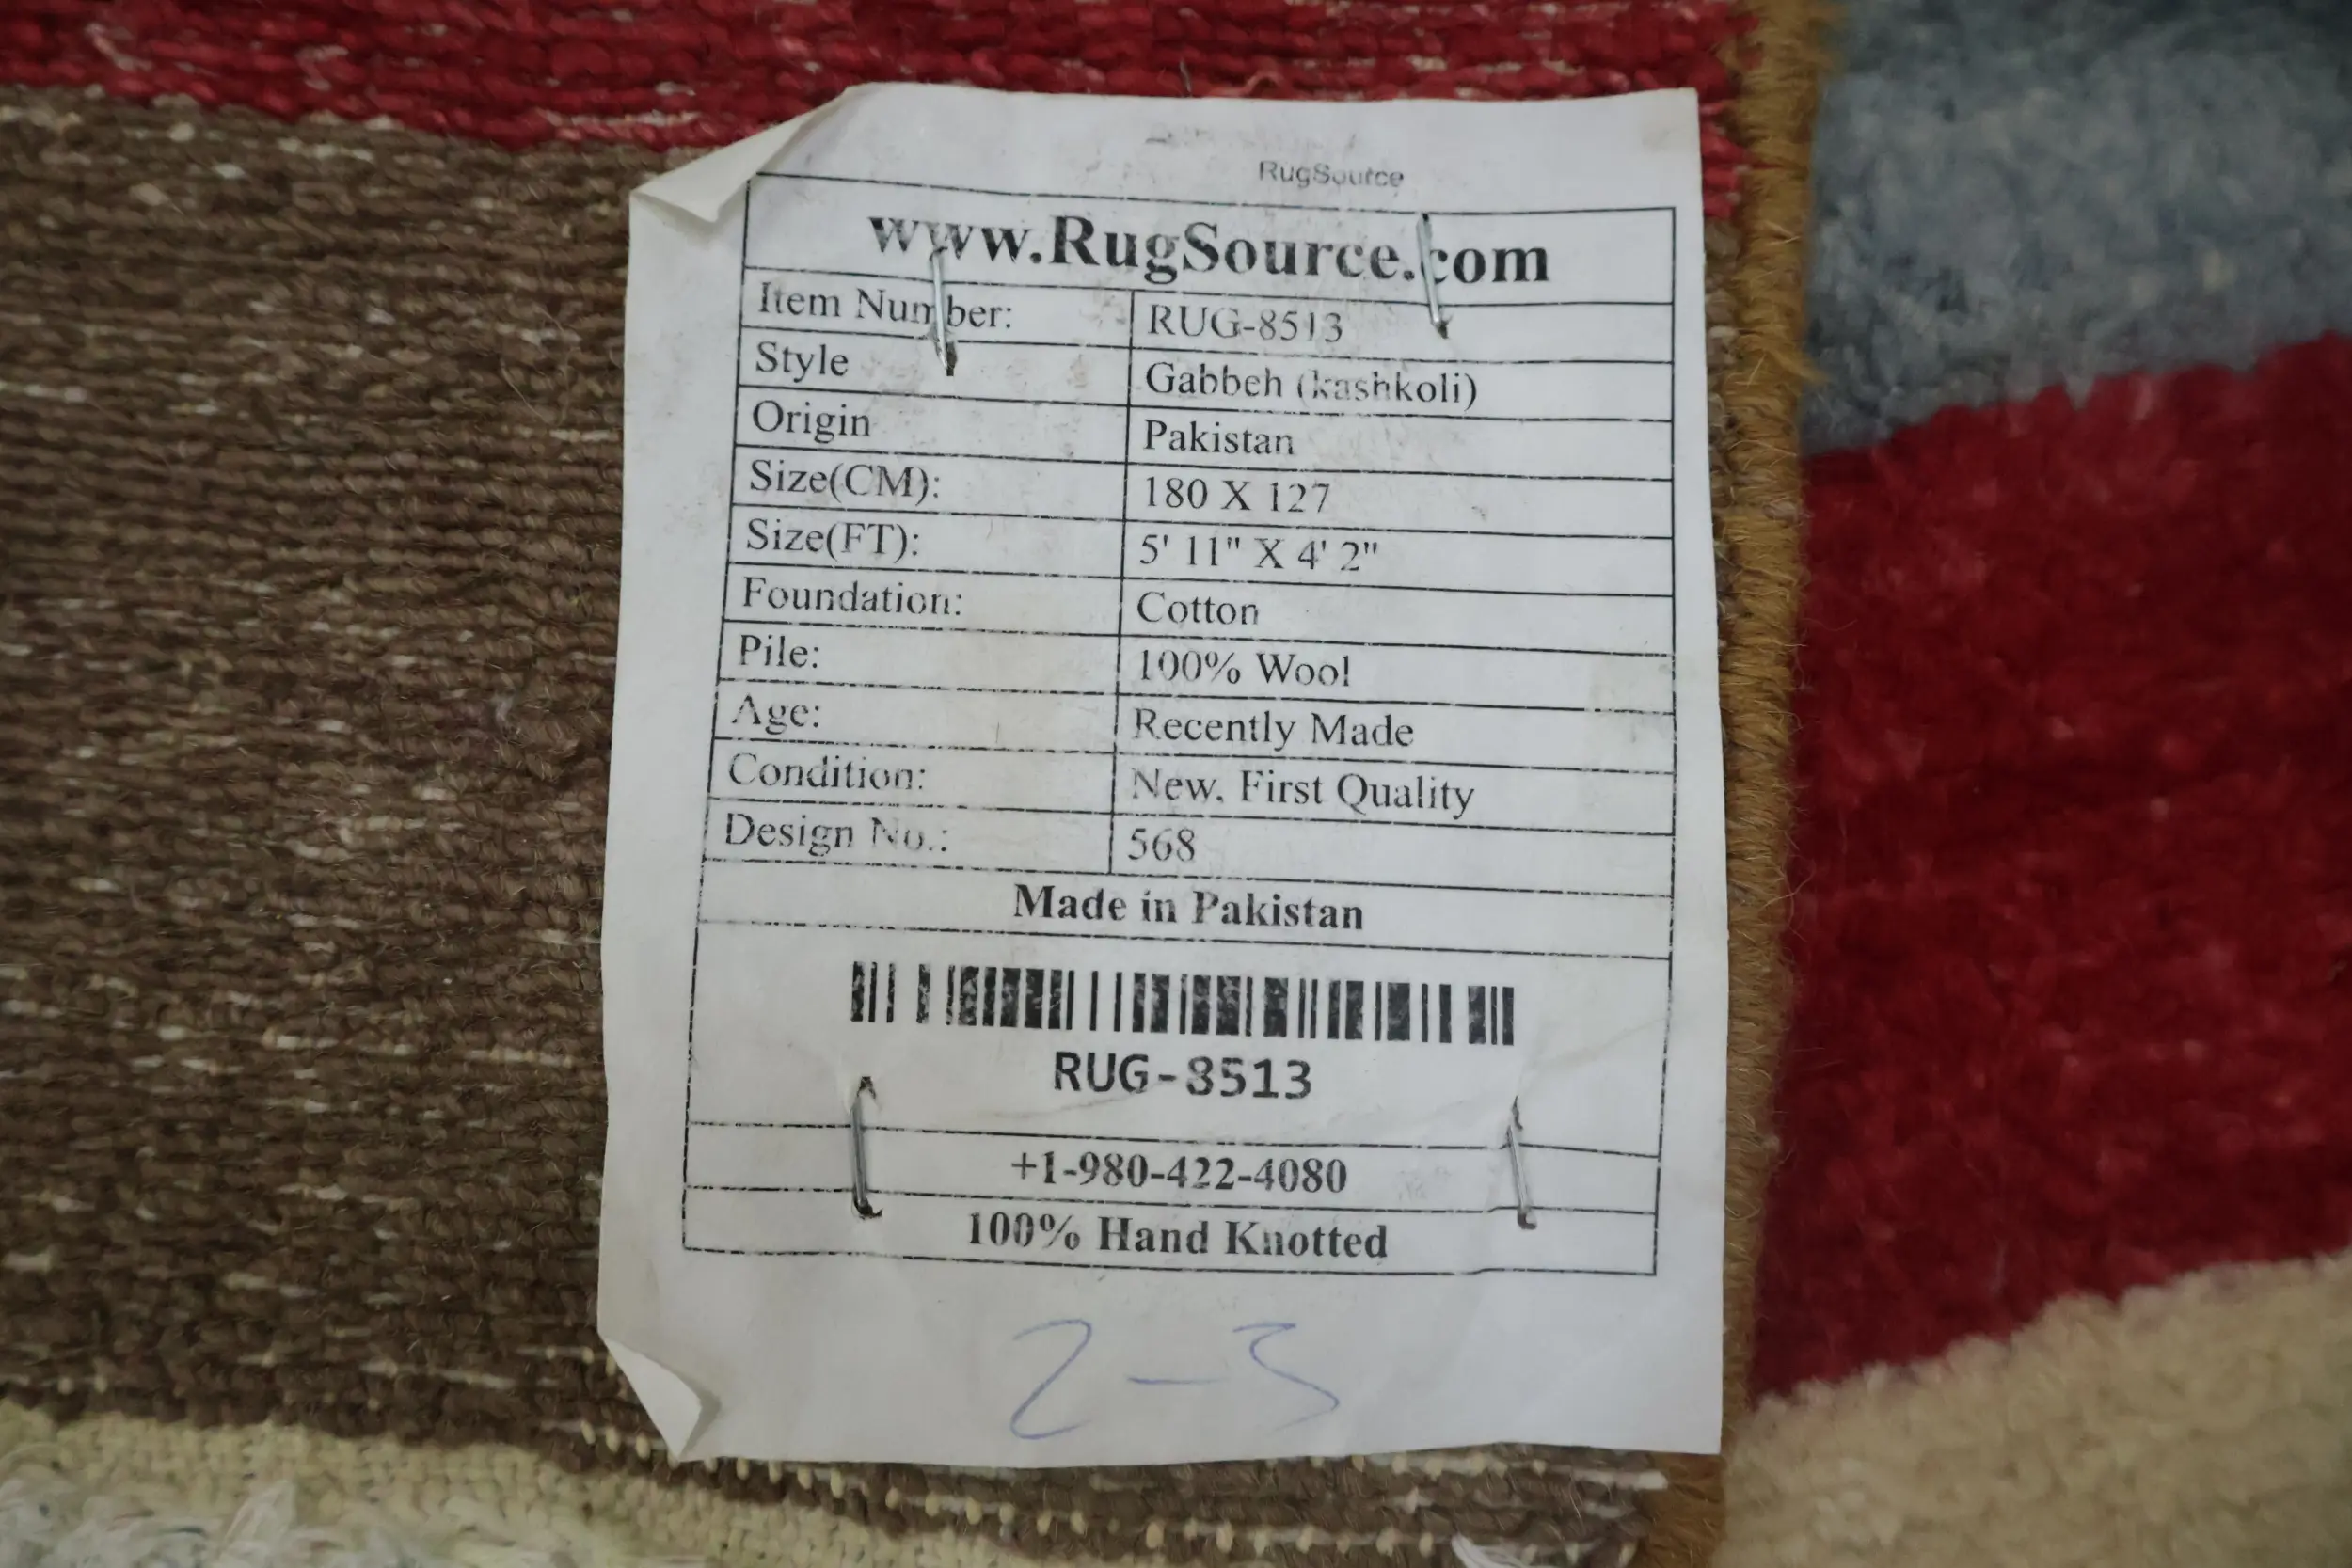 RugSource
www.RugSource.com
Item Number: RUG-8513
Style Gabbeh (kashkoli)
Origin Pakistan
Size(CM): 180 X 127
Size(FT): 5' 11" X 4' 2"
Foundation: Cotton
Pile: 100% Wool
Age: Recently Made
Condition: New, First Quality
Design No.: 568
Made in Pakistan
RUG-8513
+1-980-422-4080
100% Hand Knotted
2-3